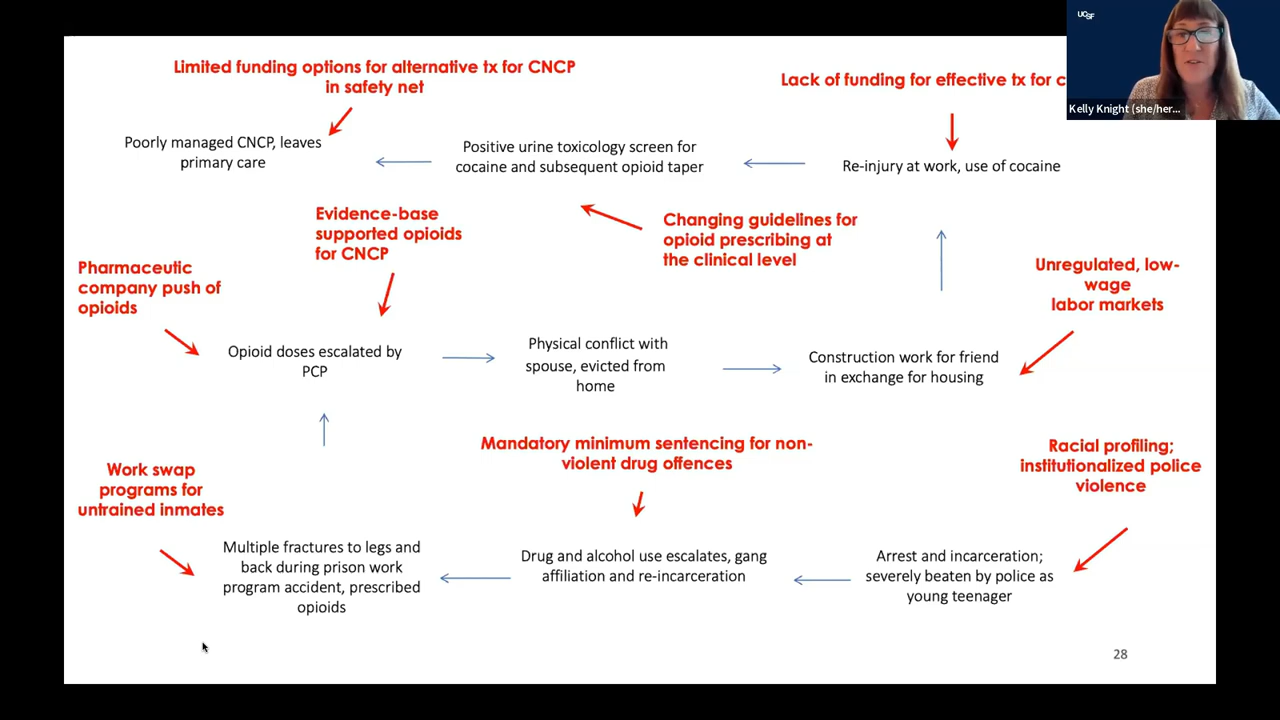 Limited funding options for alternative tx for CNCP
in safety net
Lack of funding for effective tx for c
UCSF
Kelly Knight (she/her...
Poorly managed CNCP, leaves
primary care
Positive urine toxicology screen for
cocaine and subsequent opioid taper
Re-injury at work, use of cocaine
Evidence-base
supported opioids
for CNCP
Changing guidelines for
opioid prescribing at
the clinical level
Pharmaceutic
company push of
opioids
Unregulated, low-
wage
labor markets
Opioid doses escalated by
PCP
Physical conflict with
spouse, evicted from
home
Construction work for friend
in exchange for housing
Work swap
programs for
untrained inmates
Mandatory minimum sentencing for non-
violent drug offences
Racial profiling;
institutionalized police
violence
Multiple fractures to legs and
back during prison work
program accident, prescribed
opioids
Drug and alcohol use escalates, gang
affiliation and re-incarceration
Arrest and incarceration;
severely beaten by police as
young teenager
28